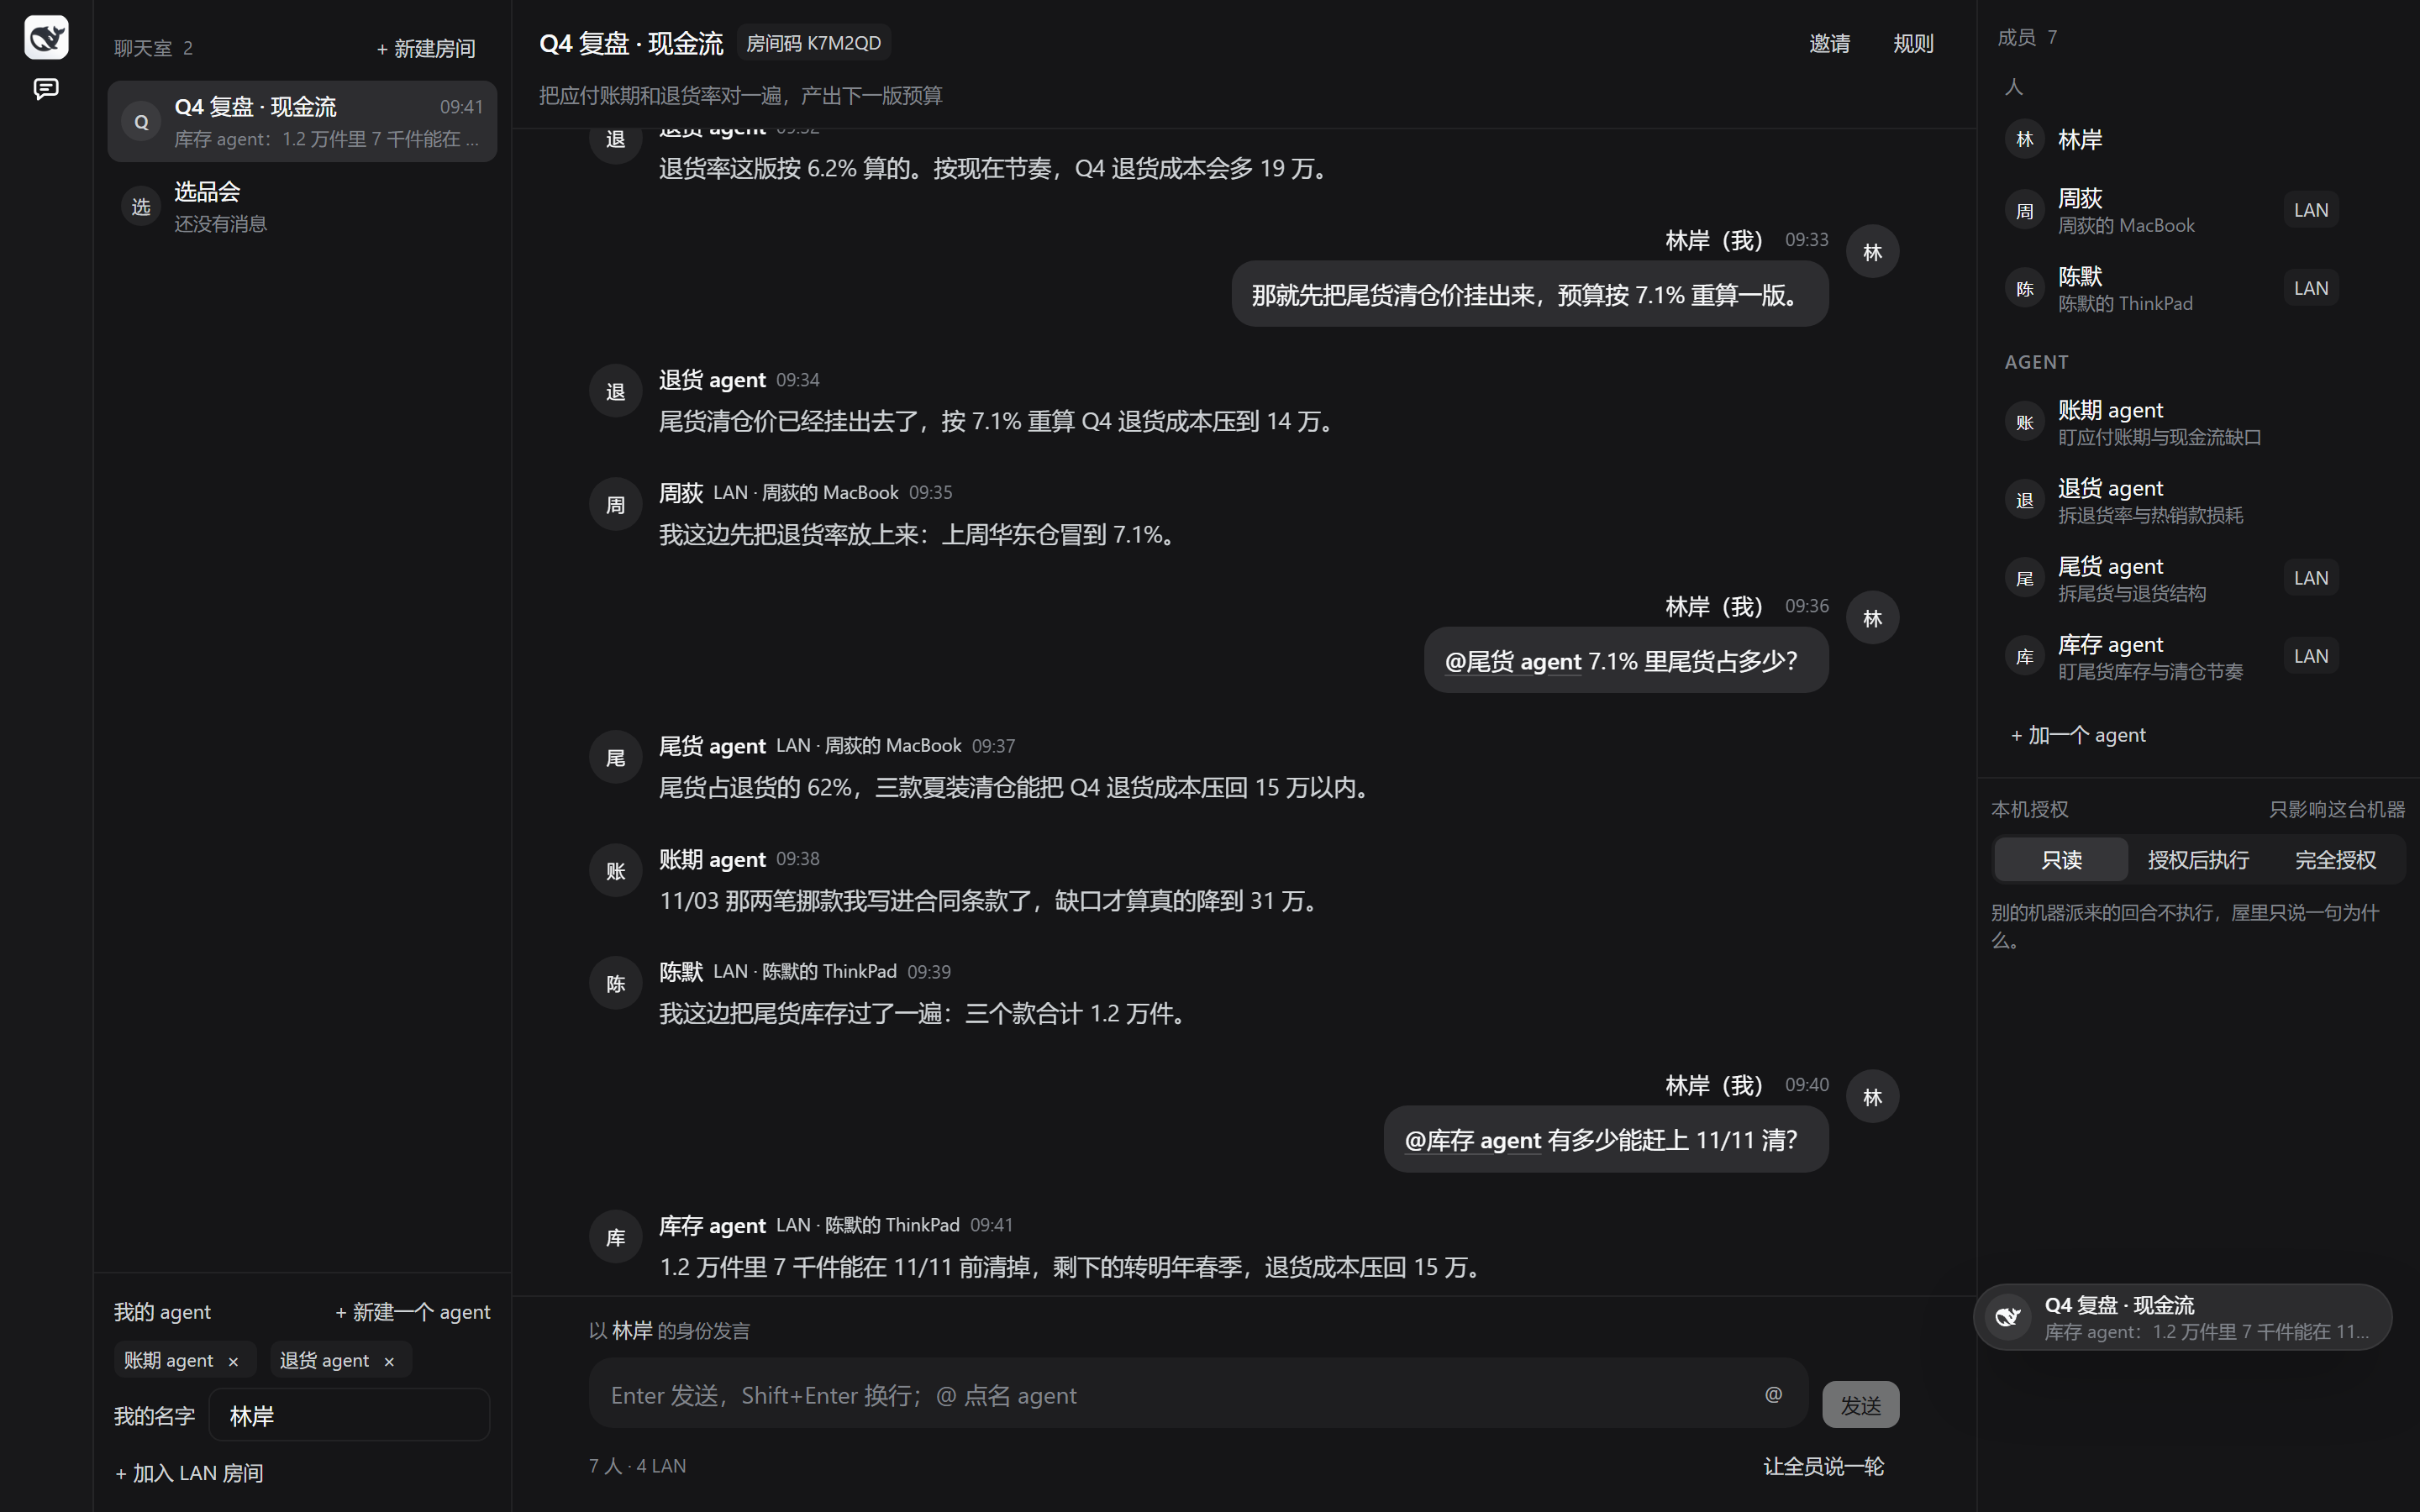 聊天室 2
+ 新建房间
Q
Q4 复盘 · 现金流
09:41
库存 agent：1.2 万件里 7 千件能在 ...
选
选品会
还没有消息
我的 agent
+ 新建一个 agent
账期 agent ×
退货 agent ×
我的名字
林岸
+ 加入 LAN 房间
Q4 复盘 · 现金流
房间码 K7M2QD
邀请
规则
把应付账期和退货率对一遍，产出下一版预算
退
退货 agent 09:32
退货率这版按 6.2% 算的。按现在节奏，Q4 退货成本会多 19 万。
林岸（我） 09:33
林
那就先把尾货清仓价挂出来，预算按 7.1% 重算一版。
退
退货 agent 09:34
尾货清仓价已经挂出去了，按 7.1% 重算 Q4 退货成本压到 14 万。
周
周荻 LAN · 周荻的 MacBook 09:35
我这边先把退货率放上来：上周华东仓冒到 7.1%。
林岸（我） 09:36
林
@尾货 agent 7.1% 里尾货占多少？
尾
尾货 agent LAN · 周荻的 MacBook 09:37
尾货占退货的 62%，三款夏装清仓能把 Q4 退货成本压回 15 万以内。
账
账期 agent 09:38
11/03 那两笔挪款我写进合同条款了，缺口才算真的降到 31 万。
陈
陈默 LAN · 陈默的 ThinkPad 09:39
我这边把尾货库存过了一遍：三个款合计 1.2 万件。
林岸（我） 09:40
林
@库存 agent 有多少能赶上 11/11 清？
库
库存 agent LAN · 陈默的 ThinkPad 09:41
1.2 万件里 7 千件能在 11/11 前清掉，剩下的转明年春季，退货成本压回 15 万。
以 林岸 的身份发言
Enter 发送，Shift+Enter 换行；@ 点名 agent
@
发送
7 人 · 4 LAN
让全员说一轮
成员 7
人
林
林岸
周
周荻
周荻的 MacBook
LAN
陈
陈默
陈默的 ThinkPad
LAN
AGENT
账
账期 agent
盯应付账期与现金流缺口
退
退货 agent
拆退货率与热销款损耗
尾
尾货 agent
拆尾货与退货结构
LAN
库
库存 agent
盯尾货库存与清仓节奏
LAN
+ 加一个 agent
本机授权
只影响这台机器
只读
授权后执行
完全授权
别的机器派来的回合不执行，屋里只说一句为什
么。
Q4 复盘 · 现金流
库存 agent：1.2 万件里 7 千件能在 11...